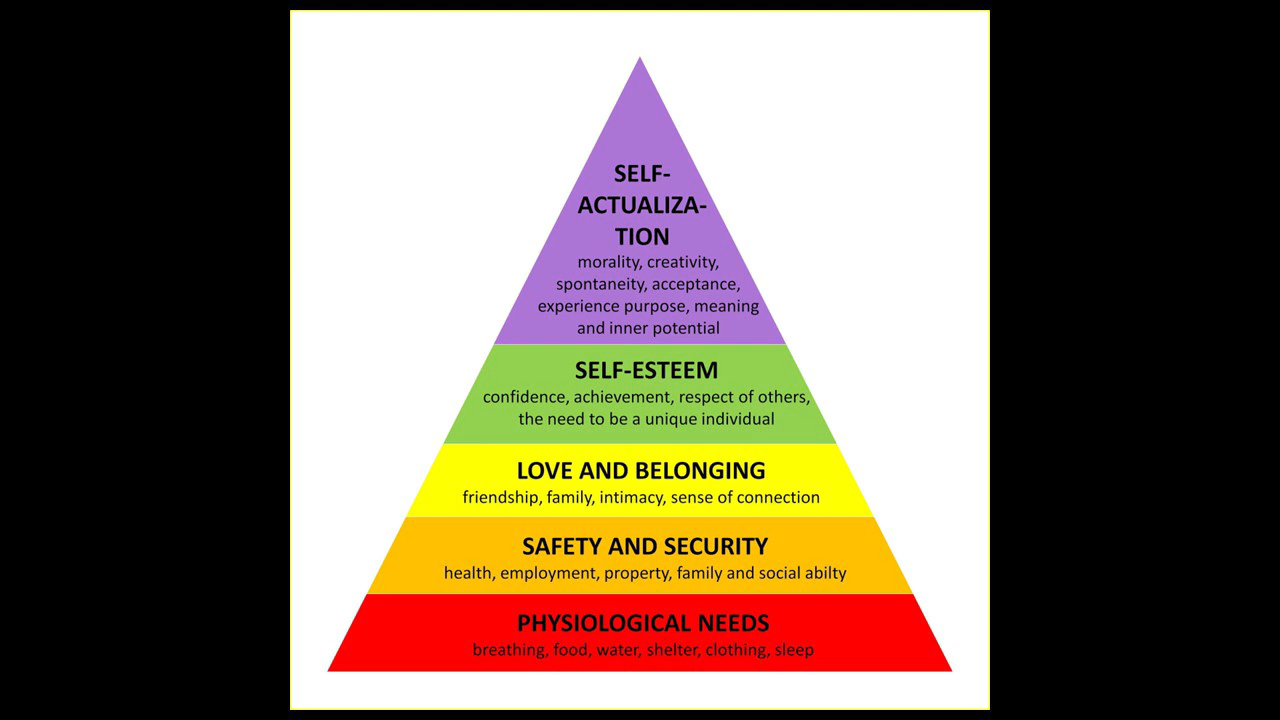 SELF-
ACTUALIZA-
TION
morality, creativity,
spontaneity, acceptance,
experience purpose, meaning
and inner potential
SELF-ESTEEM
confidence, achievement, respect of others,
the need to be a unique individual
LOVE AND BELONGING
friendship, family, intimacy, sense of connection
SAFETY AND SECURITY
health, employment, property, family and social abilty
PHYSIOLOGICAL NEEDS
breathing, food, water, shelter, clothing, sleep